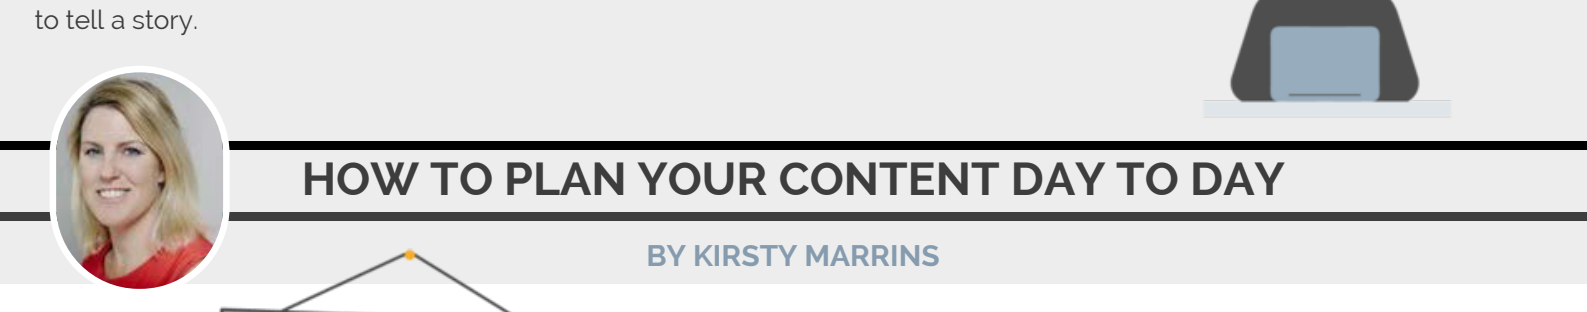 to tell a story.
HOW TO PLAN YOUR CONTENT DAY TO DAY
BY KIRSTY MARRINS